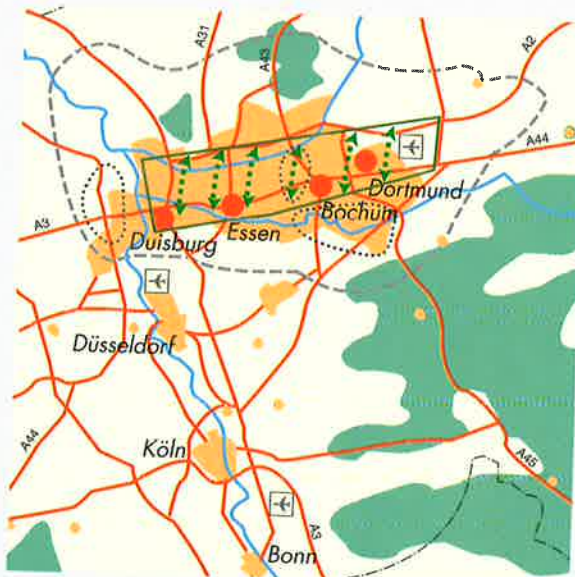 A31
A43
A2
A44
A3
Dortmund
Bochum
Duisburg
Essen
Düsseldorf
A44
Köln
A45
A3
Bonn